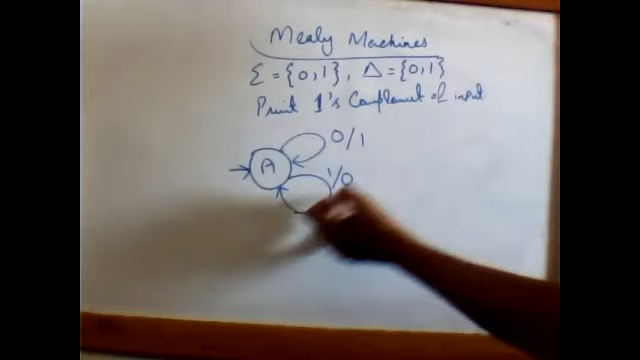 Mealy Machines
Σ = {0,1}, Δ = {0,1}
Print 1's Complement of input
0/1
A
1/0